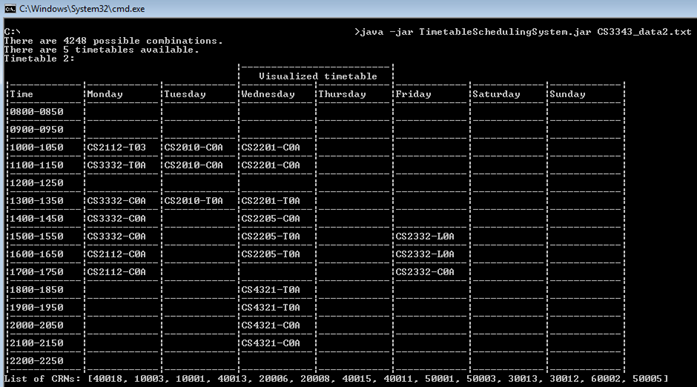 C:\Windows\System32\cmd.exe
C:\ >java -jar TimetableSchedulingSystem.jar CS3343_data2.txt
There are 4248 possible combinations.
There are 5 timetables available.
Timetable 2:
Visualized timetable
Time Monday Tuesday Wednesday Thursday Friday Saturday Sunday
0800-0850
0900-0950
1000-1050 CS2112-T03 CS2010-C0A CS2201-C0A
1100-1150 CS3332-T0A CS2010-C0A CS2201-C0A
1200-1250
1300-1350 CS3332-C0A CS2010-T0A CS2201-T0A
1400-1450 CS3332-C0A CS2205-C0A
1500-1550 CS3332-C0A CS2205-T0A CS2332-L0A
1600-1650 CS2112-C0A CS2205-T0A CS2332-L0A
1700-1750 CS2112-C0A CS2332-C0A
1800-1850 CS4321-T0A
1900-1950 CS4321-T0A
2000-2050 CS4321-C0A
2100-2150 CS4321-C0A
2200-2250
List of CRNs: [40018, 10003, 10001, 40013, 20006, 20008, 40015, 40011, 50001, 50003, 30013, 30012, 60002, 50005]